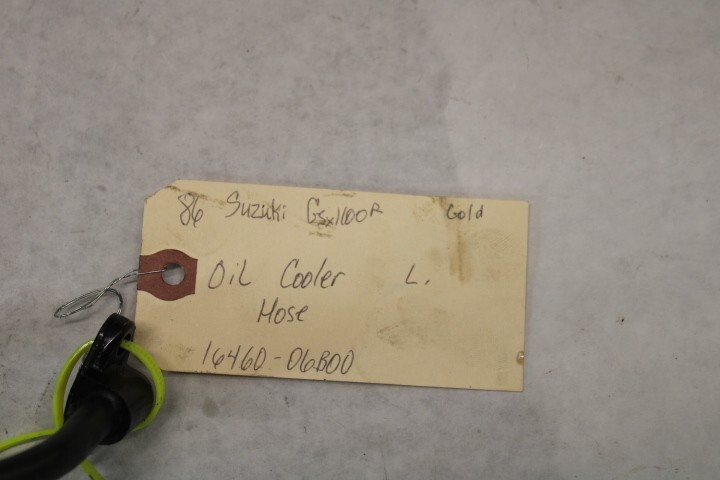 86 Suzuki Gsx1100R Gold
Oil Cooler L.
Hose
16460-06B00